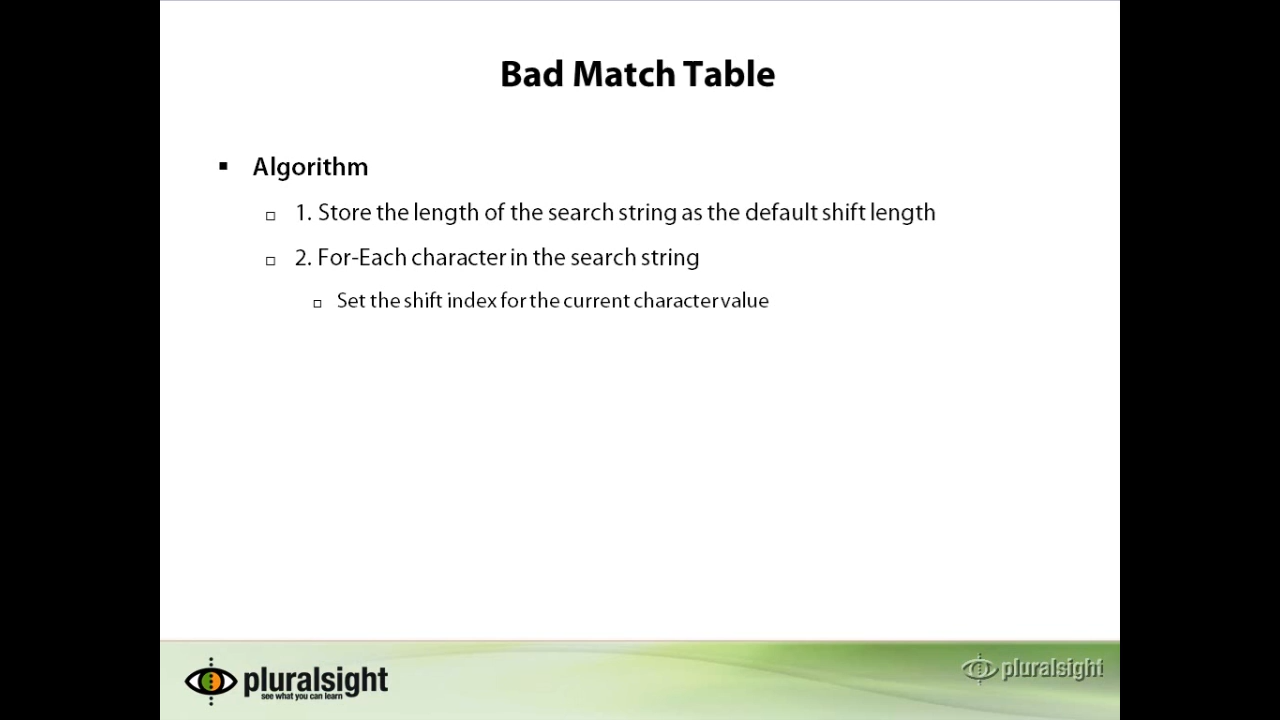 Bad Match Table
Algorithm
1. Store the length of the search string as the default shift length
2. For-Each character in the search string
Set the shift index for the current character value
pluralsight
see what you can learn
pluralsight